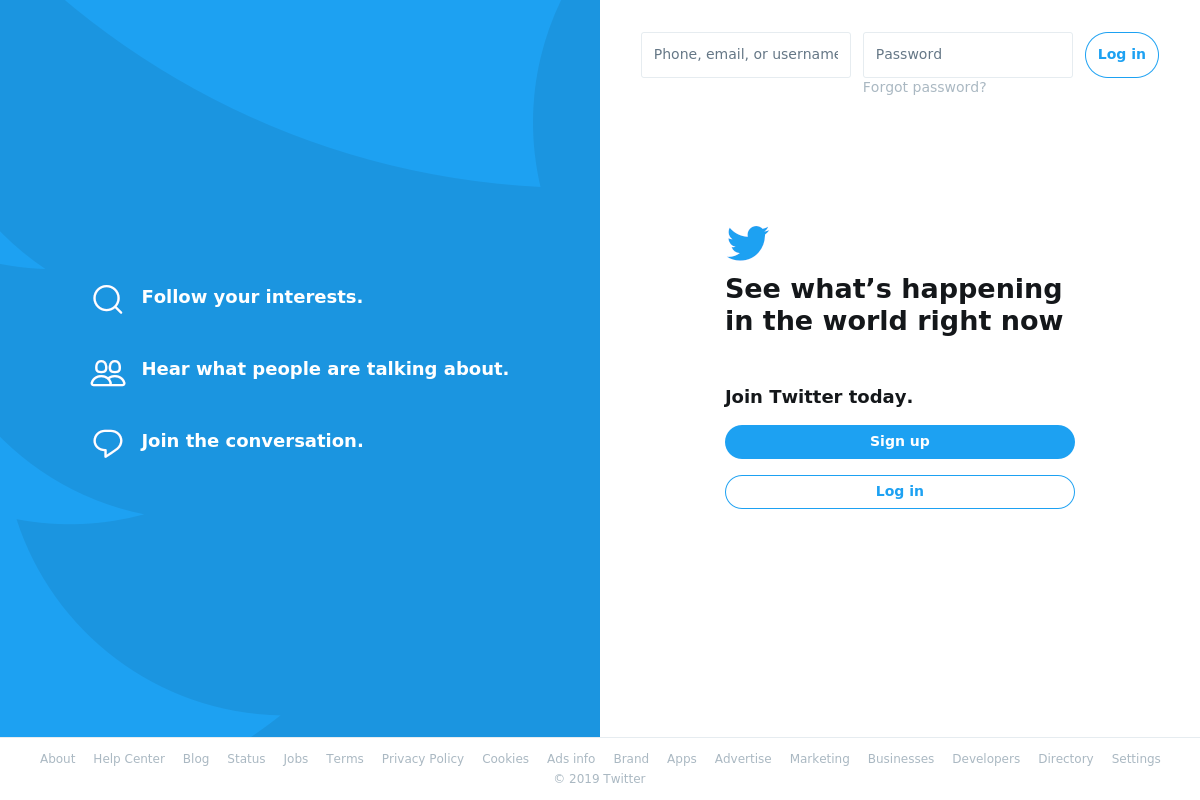 Phone, email, or username
Password
Log in
Forgot password?
Follow your interests.
Hear what people are talking about.
Join the conversation.
See what’s happening
in the world right now
Join Twitter today.
Sign up
Log in
About Help Center Blog Status Jobs Terms Privacy Policy Cookies Ads info Brand Apps Advertise Marketing Businesses Developers Directory Settings
© 2019 Twitter